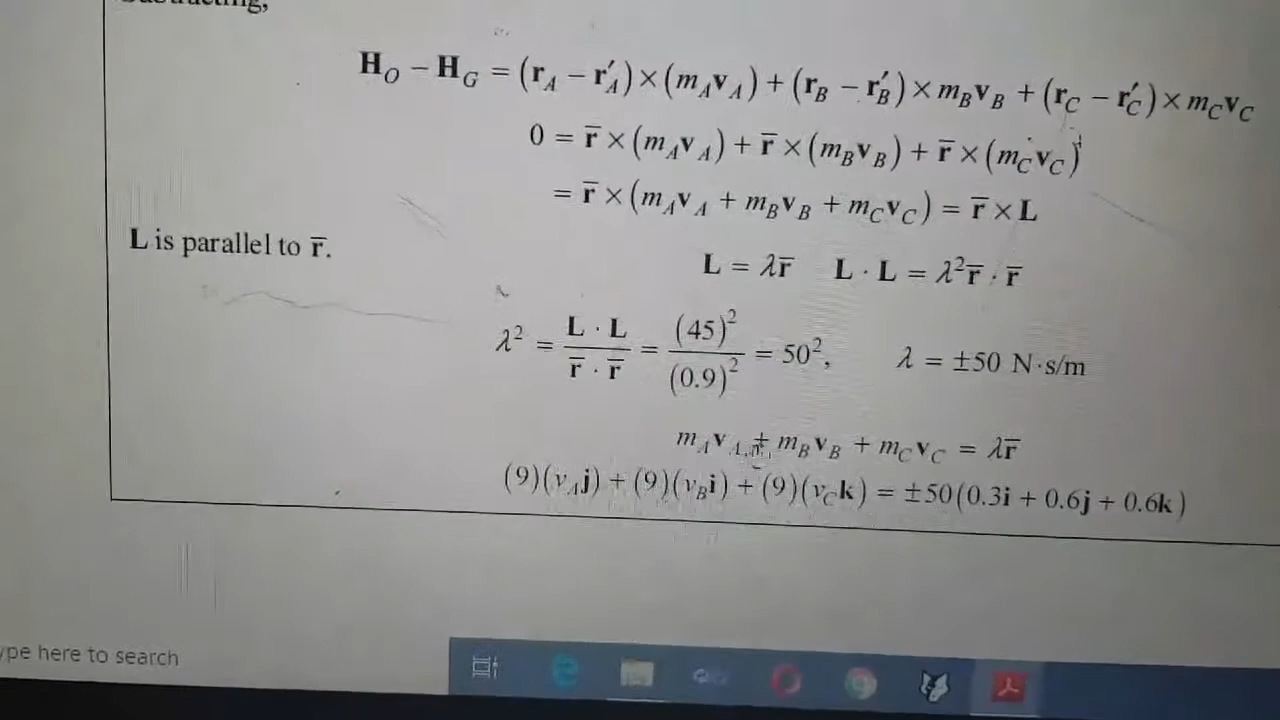 H_O − H_G = (r_A − r′_A) × (m_A v_A) + (r_B − r′_B) × m_B v_B + (r_C − r′_C) × m_C v_C
0 = r̄ × (m_A v_A) + r̄ × (m_B v_B) + r̄ × (m_C v_C)
= r̄ × (m_A v_A + m_B v_B + m_C v_C) = r̄ × L
L is parallel to r̄.
L = λr̄ L · L = λ²r̄ · r̄
λ² = (L · L)/(r̄ · r̄) = (45)²/(0.9)² = 50², λ = ±50 N·s/m
m_A v_A + m_B v_B + m_C v_C = λr̄
(9)(v_A j) + (9)(v_B i) + (9)(v_C k) = ±50(0.3i + 0.6j + 0.6k)
ype here to search